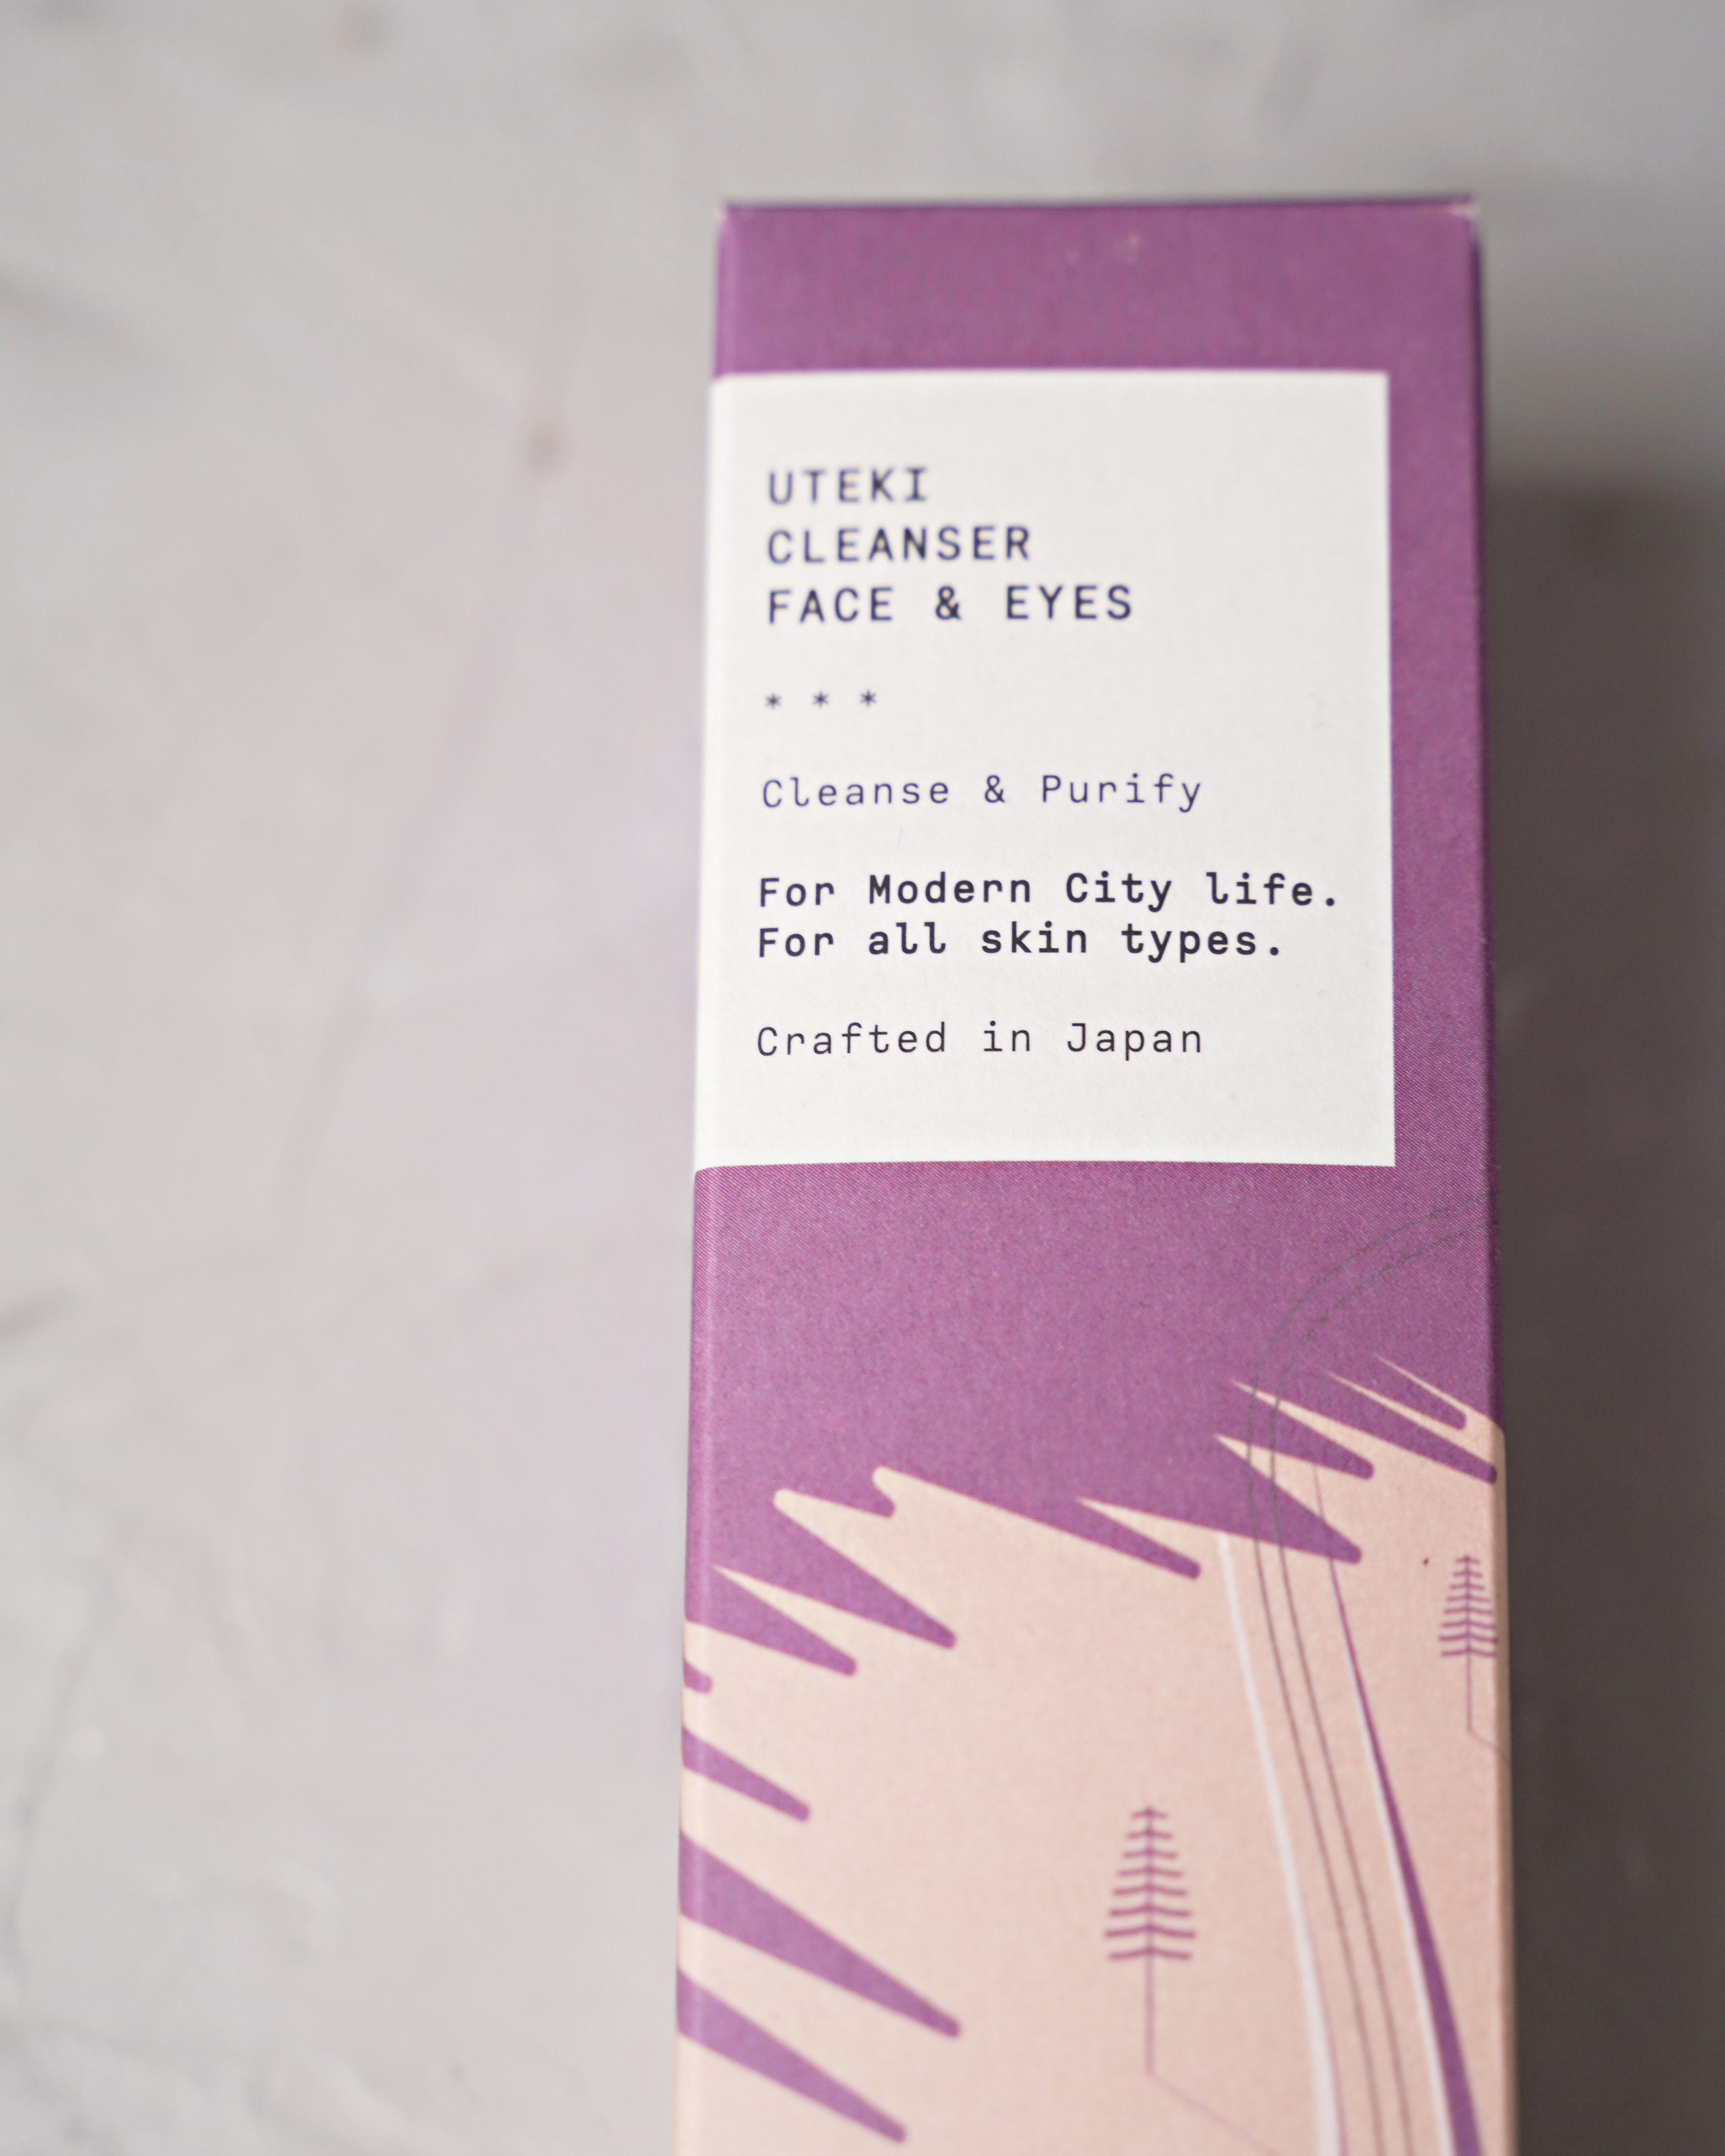 UTEKI
CLEANSER
FACE & EYES
* * *
Cleanse & Purify
For Modern City life.
For all skin types.
Crafted in Japan